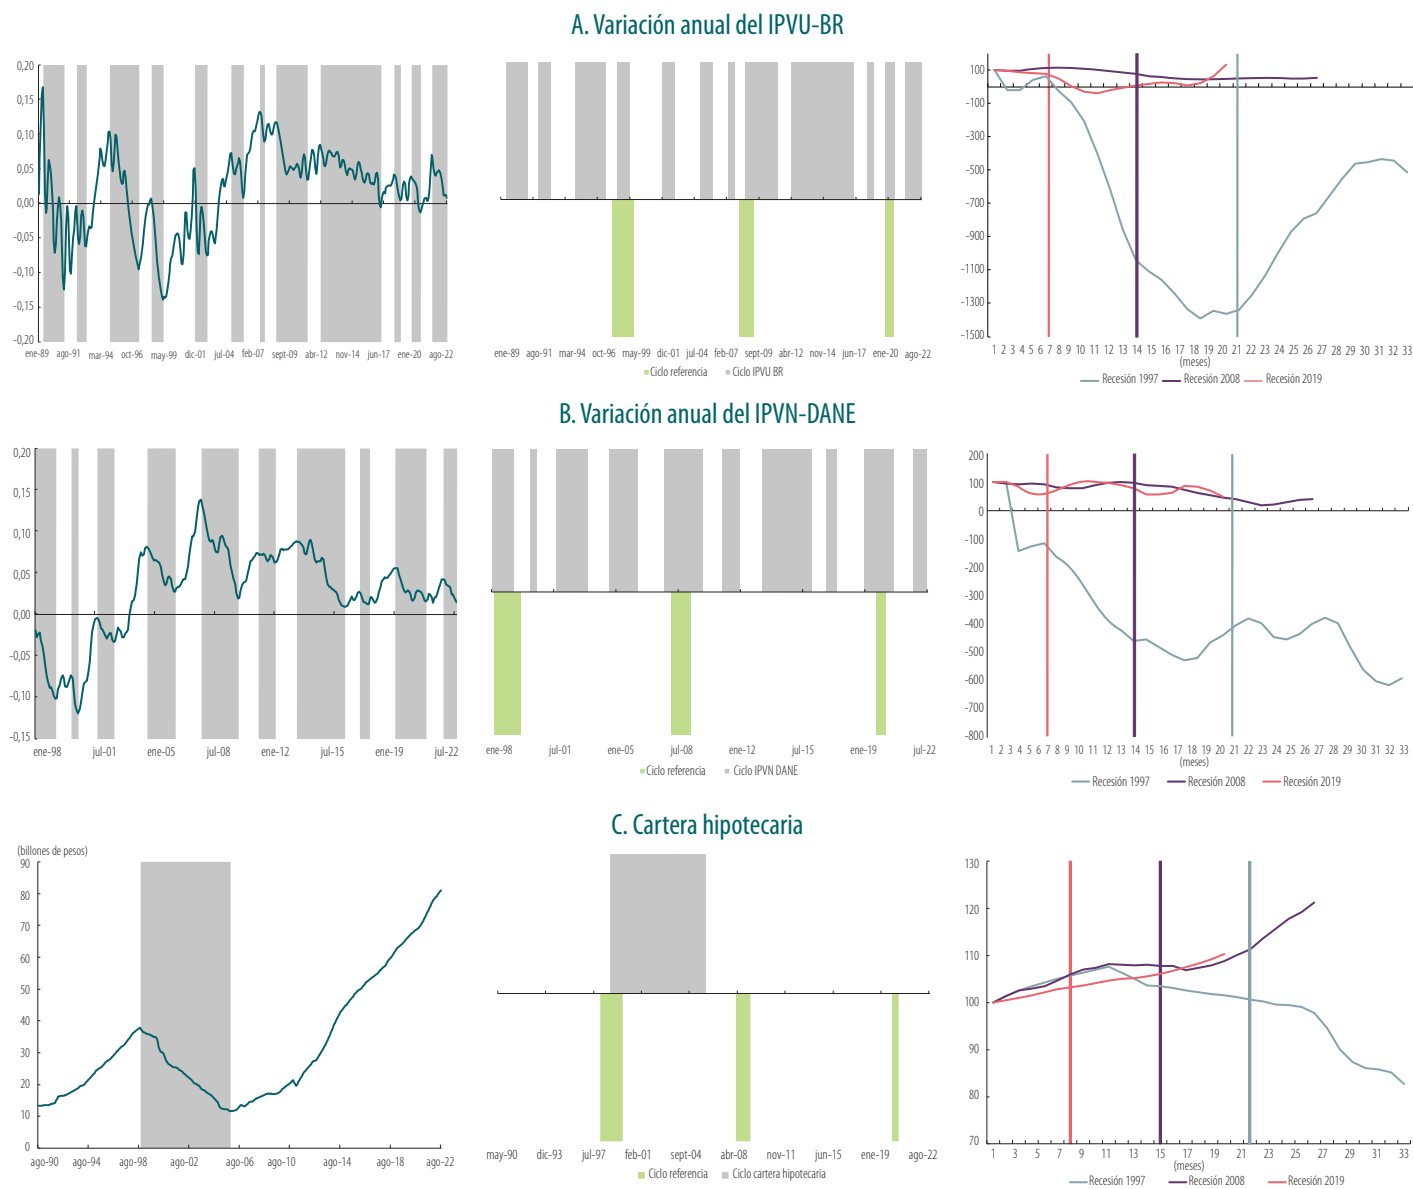 A. Variación anual del IPVU-BR
0,20
0,15
0,10
0,05
0,00
-0,05
-0,10
-0,15
-0,20
ene-89 ago-91 mar-94 oct-96 may-99 dic-01 jul-04 feb-07 sept-09 abr-12 nov-14 jun-17 ene-20 ago-22
ene-89 ago-91 mar-94 oct-96 may-99 dic-01 jul-04 feb-07 sept-09 abr-12 nov-14 jun-17 ene-20 ago-22
Ciclo referencia Ciclo IPVU BR
100
-100
-300
-500
-700
-900
-1100
-1300
-1500
1 2 3 4 5 6 7 8 9 10 11 12 13 14 15 16 17 18 19 20 21 22 23 24 25 26 27 28 29 30 31 32 33
(meses)
Recesión 1997 Recesión 2008 Recesión 2019
B. Variación anual del IPVN-DANE
0,20
0,15
0,10
0,05
0,00
-0,05
-0,10
-0,15
ene-98 jul-01 ene-05 jul-08 ene-12 jul-15 ene-19 jul-22
ene-98 jul-01 ene-05 jul-08 ene-12 jul-15 ene-19 jul-22
Ciclo referencia Ciclo IPVN DANE
200
100
0
-100
-200
-300
-400
-500
-600
-700
-800
1 2 3 4 5 6 7 8 9 10 11 12 13 14 15 16 17 18 19 20 21 22 23 24 25 26 27 28 29 30 31 32 33
(meses)
Recesión 1997 Recesión 2008 Recesión 2019
C. Cartera hipotecaria
(billones de pesos)
90
80
70
60
50
40
30
20
10
0
ago-90 ago-94 ago-98 ago-02 ago-06 ago-10 ago-14 ago-18 ago-22
may-90 dic-93 jul-97 feb-01 sept-04 abr-08 nov-11 jun-15 ene-19 ago-22
Ciclo referencia Ciclo cartera hipotecaria
130
120
110
100
90
80
70
1 3 5 7 9 11 13 15 17 19 21 23 25 27 29 31 33
(meses)
Recesión 1997 Recesión 2008 Recesión 2019